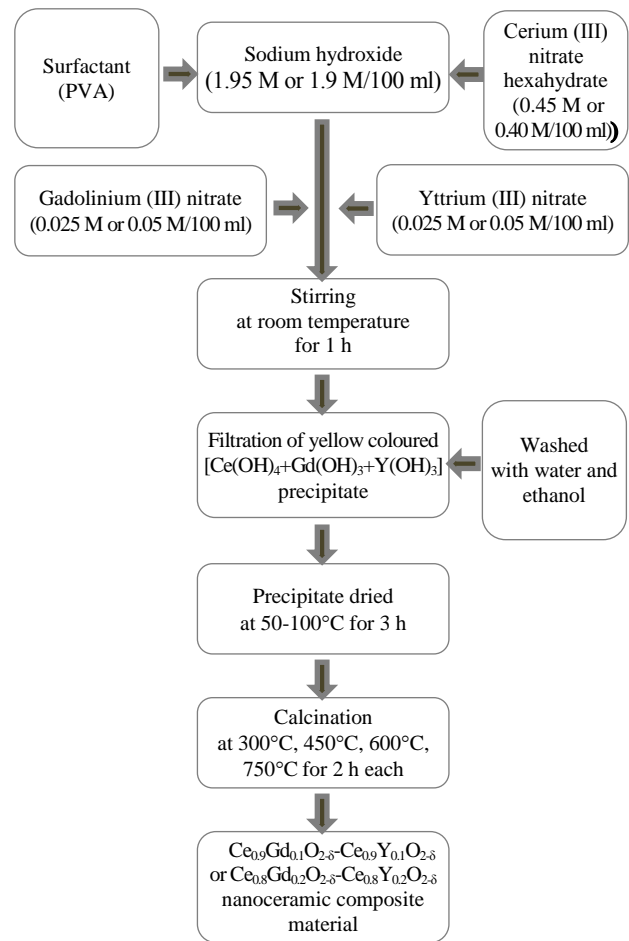 Surfactant
(PVA)
Sodium hydroxide
(1.95 M or 1.9 M/100 ml)
Cerium (III)
nitrate
hexahydrate
(0.45 M or
0.40 M/100 ml))
Gadolinium (III) nitrate
(0.025 M or 0.05 M/100 ml)
Yttrium (III) nitrate
(0.025 M or 0.05 M/100 ml)
Stirring
at room temperature
for 1 h
Filtration of yellow coloured
[Ce(OH)₄+Gd(OH)₃+Y(OH)₃]
precipitate
Washed
with water and
ethanol
Precipitate dried
at 50-100°C for 3 h
Calcination
at 300°C, 450°C, 600°C,
750°C for 2 h each
Ce₀.₉Gd₀.₁O₂₋δ-Ce₀.₉Y₀.₁O₂₋δ
or Ce₀.₈Gd₀.₂O₂₋δ-Ce₀.₈Y₀.₂O₂₋δ
nanoceramic composite
material